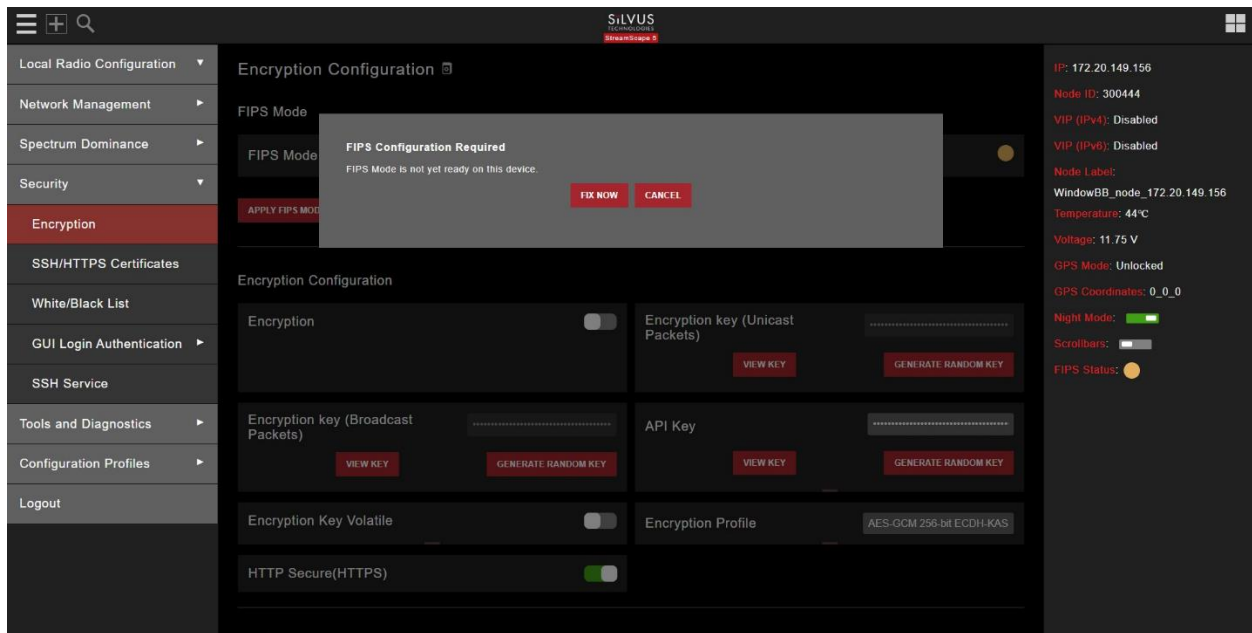 SiLVUS
TECHNOLOGIES
StreamScape 5
Local Radio Configuration
Network Management
Spectrum Dominance
Security
Encryption
SSH/HTTPS Certificates
White/Black List
GUI Login Authentication
SSH Service
Tools and Diagnostics
Configuration Profiles
Logout
Encryption Configuration
FIPS Mode
FIPS Mode
APPLY FIPS MOD
FIPS Configuration Required
FIPS Mode is not yet ready on this device.
FIX NOW CANCEL
Encryption Configuration
Encryption
Encryption key (Unicast
Packets)
VIEW KEY GENERATE RANDOM KEY
Encryption key (Broadcast
Packets)
VIEW KEY GENERATE RANDOM KEY
API Key
VIEW KEY GENERATE RANDOM KEY
Encryption Key Volatile
Encryption Profile AES-GCM 256-bit ECDH-KAS
HTTP Secure(HTTPS)
IP: 172.20.149.156
Node ID: 300444
VIP (IPv4): Disabled
VIP (IPv6): Disabled
Node Label:
WindowBB_node_172.20.149.156
Temperature: 44°C
Voltage: 11.75 V
GPS Mode: Unlocked
GPS Coordinates: 0_0_0
Night Mode:
Scrollbars:
FIPS Status: